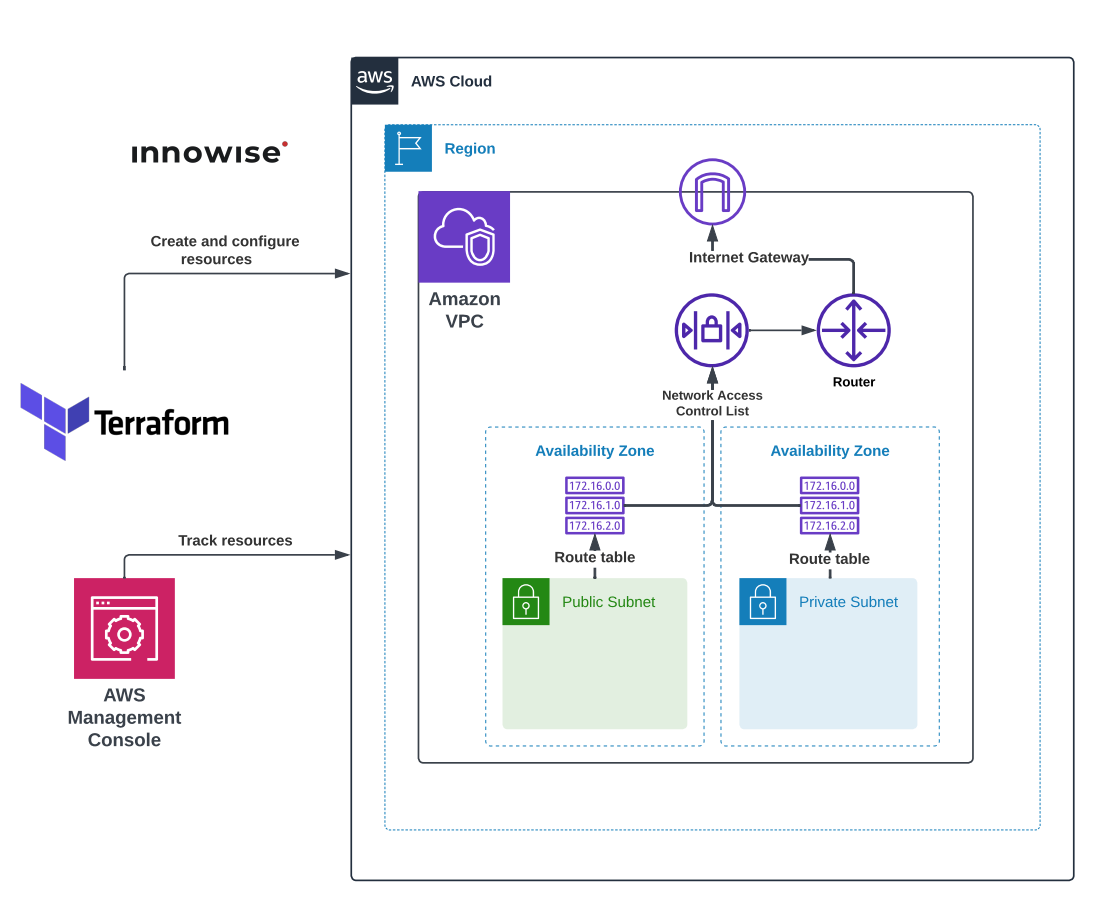 aws
AWS Cloud
innowise
Region
Create and configure
resources
Internet Gateway
Amazon
VPC
Router
Network Access
Control List
Terraform
Availability Zone
Availability Zone
172.16.0.0
172.16.1.0
172.16.2.0
172.16.0.0
172.16.1.0
172.16.2.0
Track resources
Route table
Route table
Public Subnet
Private Subnet
AWS
Management
Console